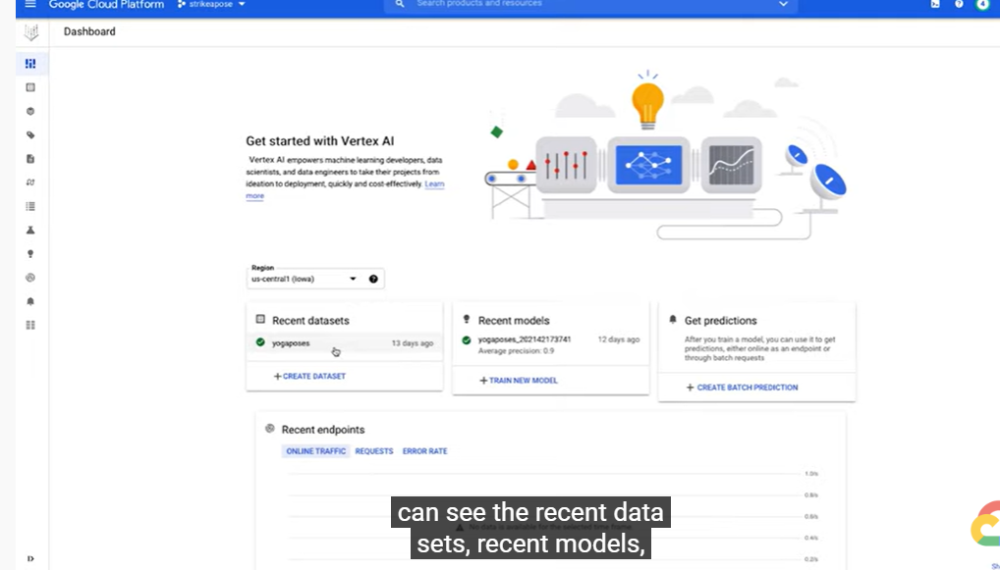 Google Cloud Platform
strikeapose
Search products and resources
4
Dashboard
Get started with Vertex AI
Vertex AI empowers machine learning developers, data
scientists, and data engineers to take their projects from
ideation to deployment, quickly and cost-effectively. Learn
more
Region
us-central1 (Iowa)
Recent datasets
yogaposes 13 days ago
+ CREATE DATASET
Recent models
yogaposes_202142173741 12 days ago
Average precision: 0.9
+ TRAIN NEW MODEL
Get predictions
After you train a model, you can use it to get
predictions, either online as an endpoint or
through batch requests
+ CREATE BATCH PREDICTION
Recent endpoints
ONLINE TRAFFIC REQUESTS ERROR RATE
1.0/s
0.8/s
0.6/s
No data is available for the selected time frame.
0.4/s
0.2/s
can see the recent data
sets, recent models,